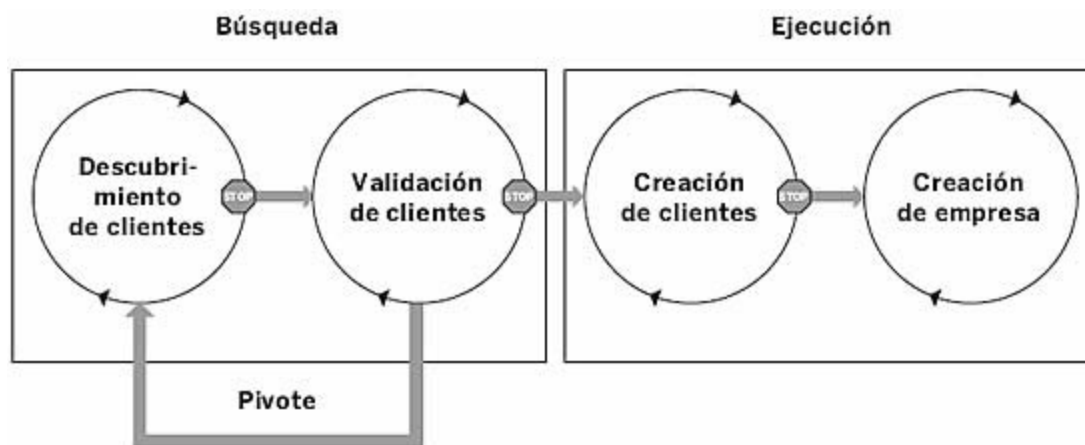 Búsqueda
Ejecución
Descubri-
miento
de clientes
STOP
Validación
de clientes
STOP
Creación
de clientes
STOP
Creación
de empresa
Pivote